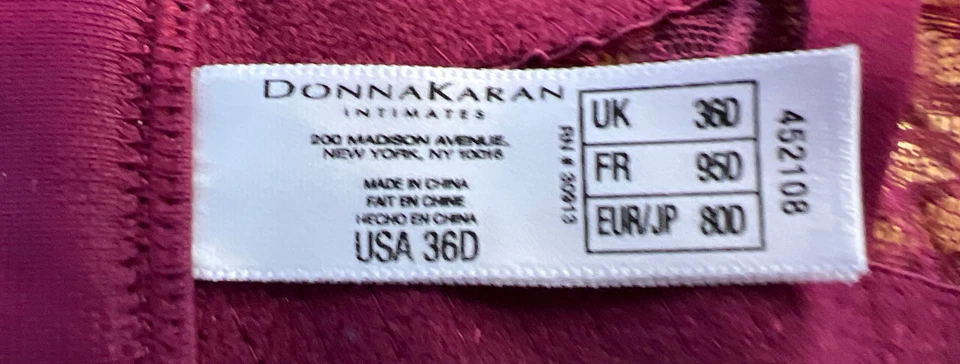 DONNAKARAN
INTIMATES
200 MADISON AVENUE,
NEW YORK, NY 10016
MADE IN CHINA
FAIT EN CHINE
HECHO EN CHINA
USA 36D
RN # 30913
UK 36D
FR 95D
EUR/JP 80D
452108